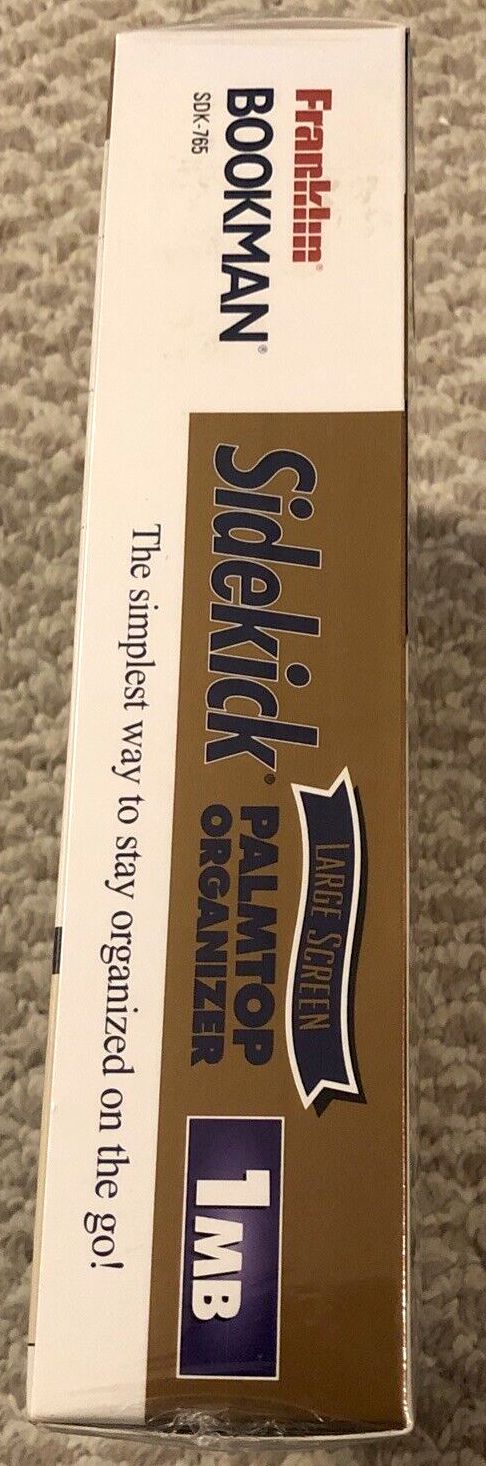 Franklin®
BOOKMAN®
SDK-765
LARGE SCREEN
Sidekick® PALMTOP
ORGANIZER
1MB
The simplest way to stay organized on the go!